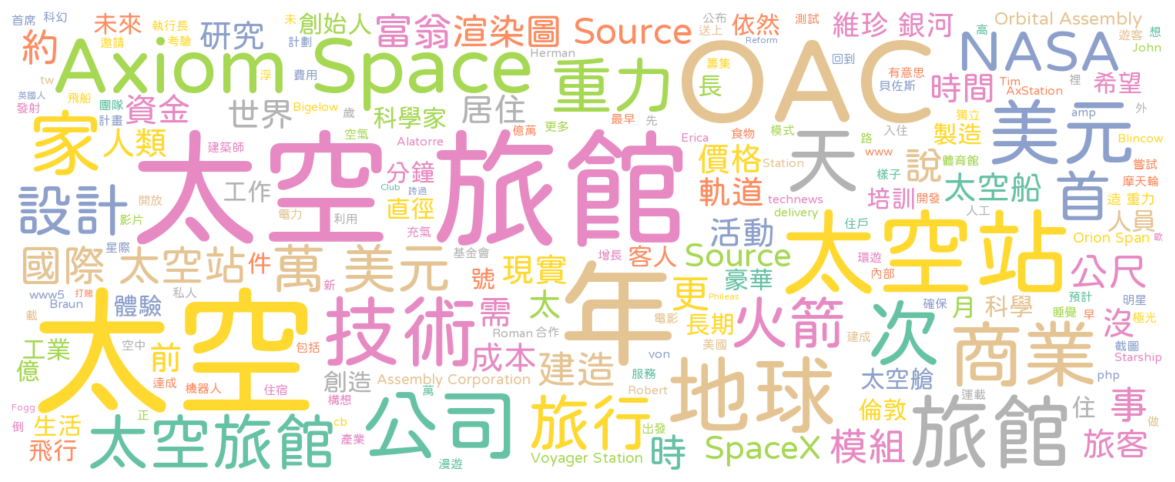 首席 科幻 未來 研究 創始人 富翁 渲染圖 Source 依然 公布 測試 維珍 銀河 Orbital Assembly
約 邀請 執行長 考驗 未 計劃 Herman 送上 Reform 回到 高 遊客 想
Axiom Space 重力 OAC NASA John
tw 浮 費用 長 籌集 有意思 時間 Tim 裡 希望
英國人 飛船 團隊 資金 Bigelow 世界 歲 科學家 居住 億萬 更多 最早 先 貝佐斯 AxStation 外
發射 計畫 空氣 模式 路 獨立 amp 美元
家 人類 建築師 Alatorre Erica 食物 天 入住 製造 Blincow
太空旅館 分鐘 價格 Station www 說 體育館 嘗試
設計 工作 Club 跨過 軌道 樣子 太空船 首 摩天輪
開放 直徑 technews 培訓 開發 造 重力
影片 電力 利用 充氣 delivery 活動 住戶 太空站 人工 人員
星際 基金會 增長 客人 Source Orion Span 歐
國際 太空站 件 萬 美元 號 現實 年 更 豪華 環遊 內部 公尺
www5 打賭 新 Phileas
Braun 體驗 私人 太空 技術 需 太 電影 長期 火箭 次 確保 月 科學 預計 明星
載 Roman 合作 睡覺 早 沒 極光
工業 空中 前 包括 成本 建造 von 美國 建成 商業 截圖
億 連成 機器人 住宿 創造 Assembly Corporation 服務 地球 太空艙 運載 php Starship
構想 萬 Robert
Fogg 生活 正 cb 公司 旅行 出發 倫敦 旅館 住 事 做
倒 飛行 太空旅館 產業 漫遊 Voyager Station 時 SpaceX 模組 旅客